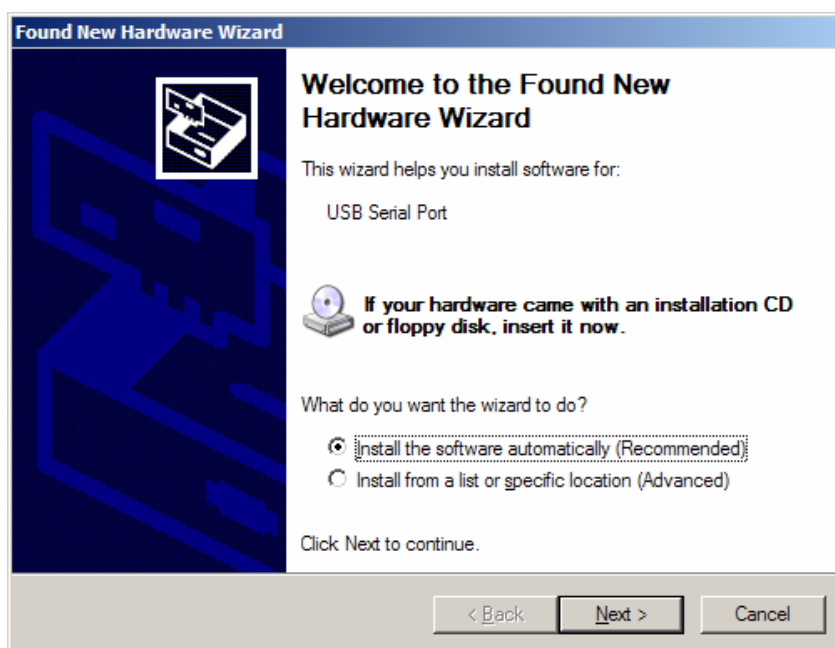 Found New Hardware Wizard
Welcome to the Found New
Hardware Wizard
This wizard helps you install software for:
USB Serial Port
If your hardware came with an installation CD
or floppy disk, insert it now.
What do you want the wizard to do?
Install the software automatically (Recommended)
Install from a list or specific location (Advanced)
Click Next to continue.
< Back Next > Cancel